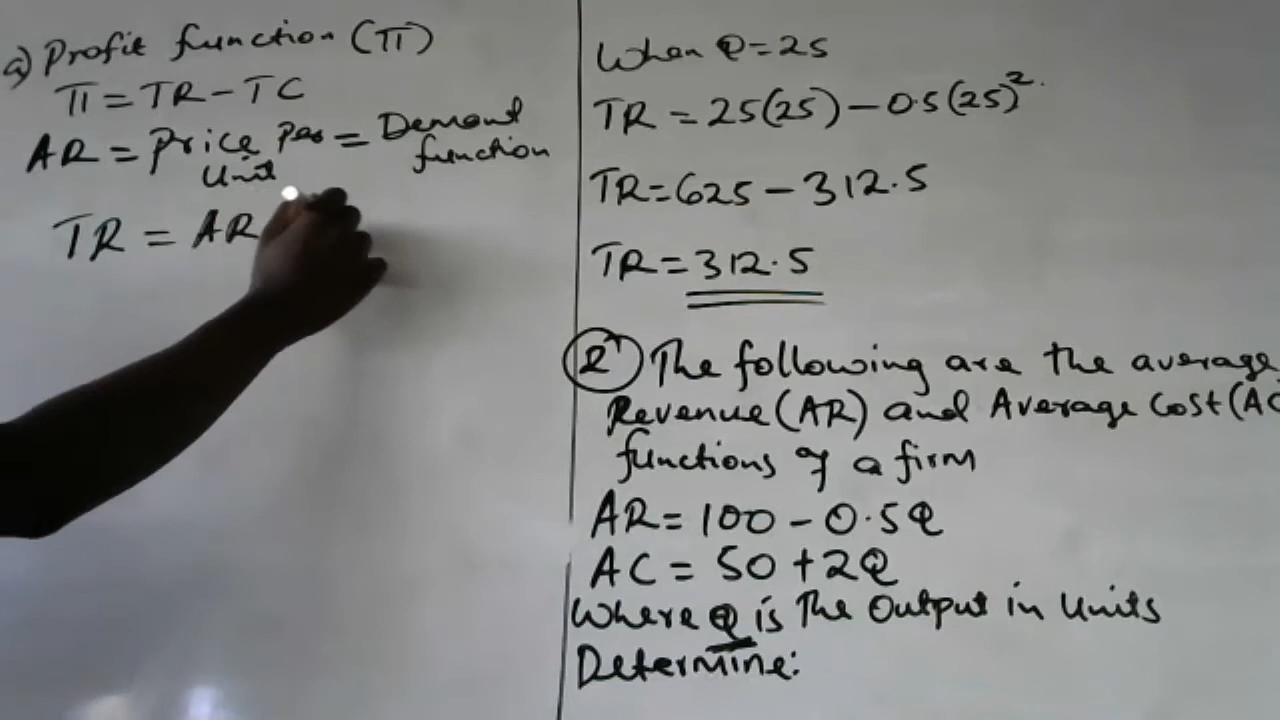 a) Profit function (π)
π = TR - TC
AR = Price per Unit = Demand function
TR = AR
When Q = 25
TR = 25(25) - 0.5(25)²
TR = 625 - 312.5
TR = 312.5
2 The following are the average
Revenue (AR) and Average Cost (AC
functions of a firm
AR = 100 - 0.5Q
AC = 50 + 2Q
Where Q is The Output in Units
Determine: